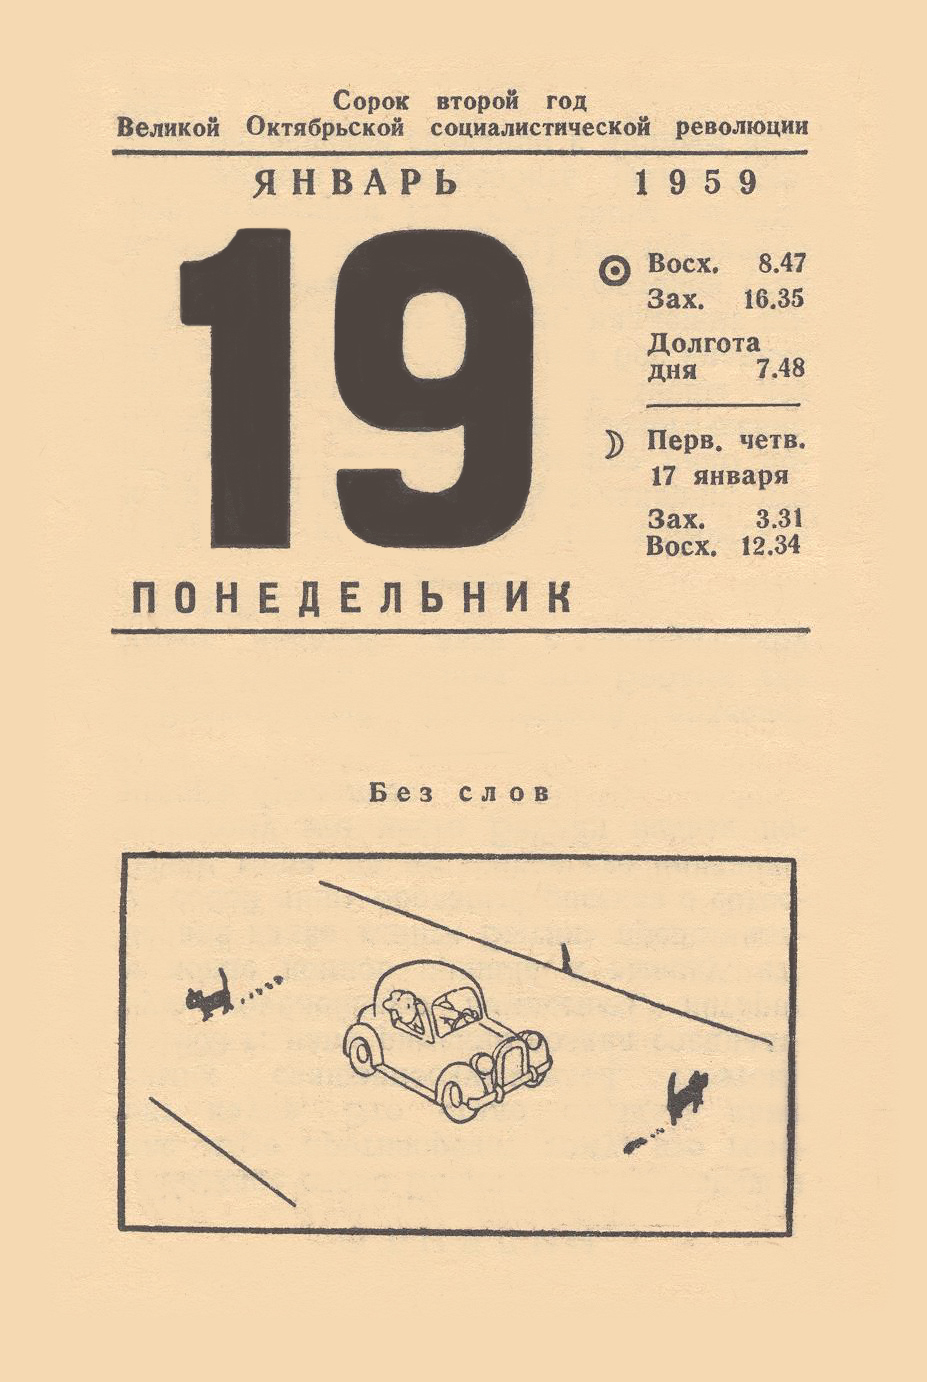 Сорок второй год
Великой Октябрьской социалистической революции
ЯНВАРЬ 1959
19
Восх. 8.47
Зах. 16.35
Долгота
дня 7.48
Перв. четв.
17 января
Зах. 3.31
Восх. 12.34
ПОНЕДЕЛЬНИК
Без слов